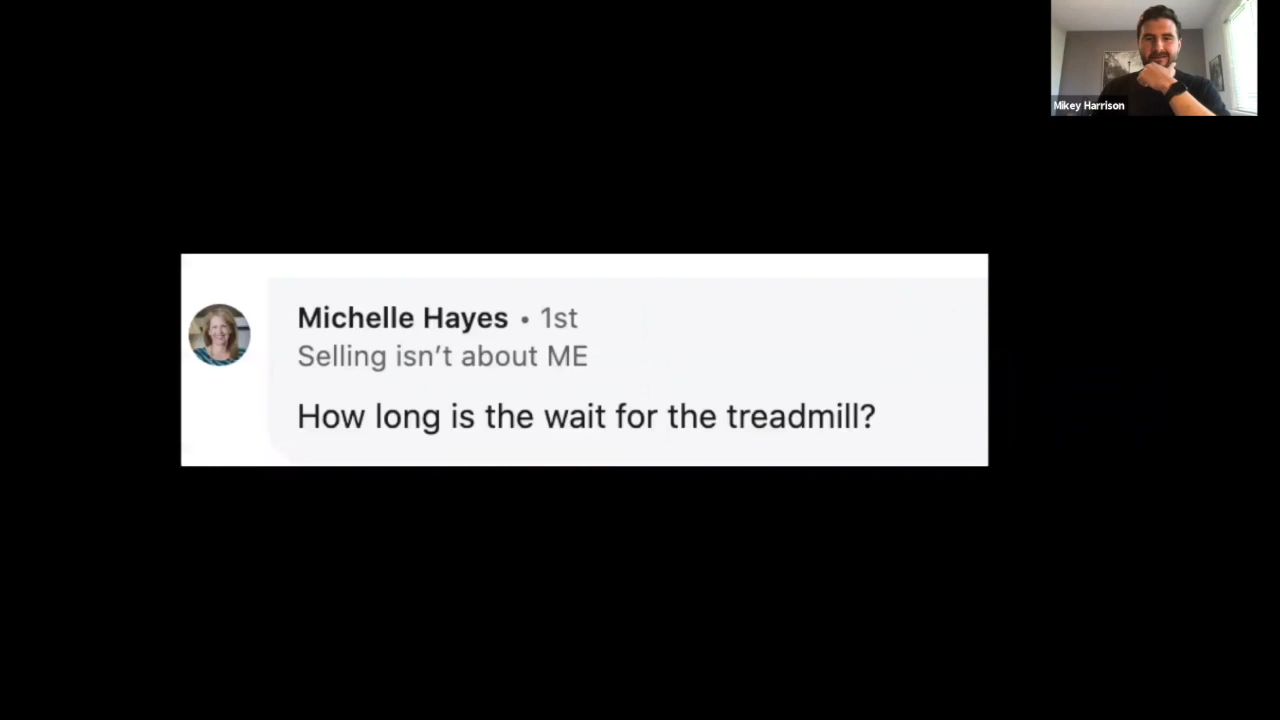 Mikey Harrison
Michelle Hayes • 1st
Selling isn’t about ME
How long is the wait for the treadmill?